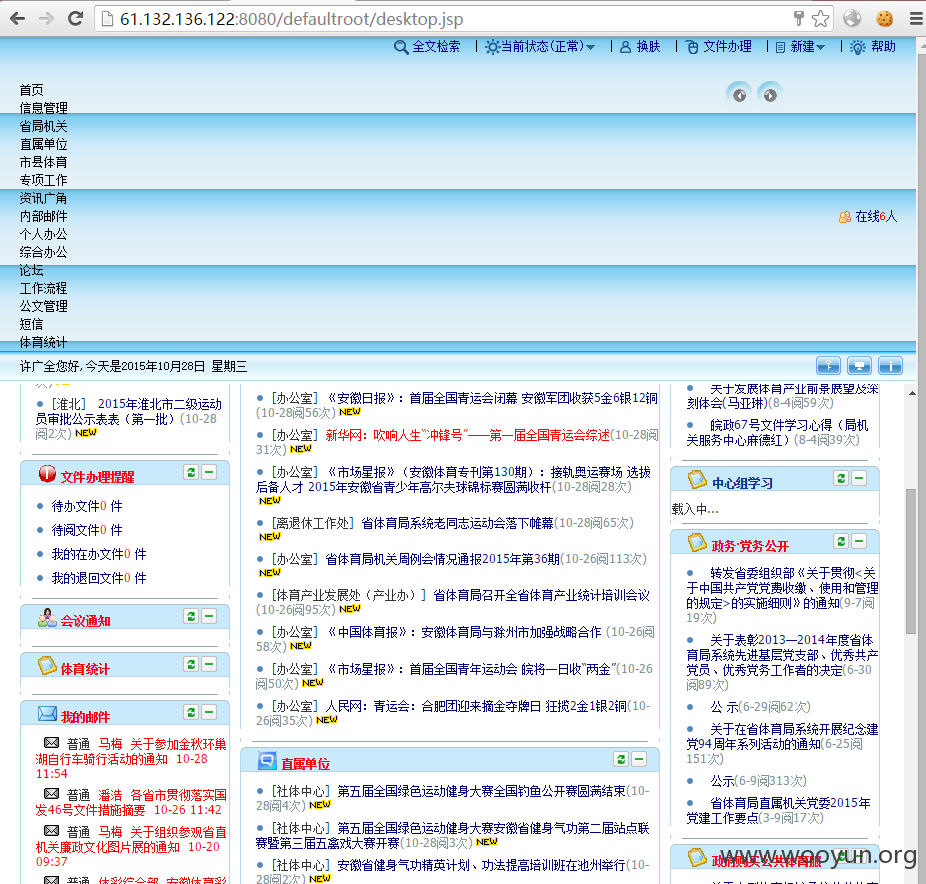 61.132.136.122:8080/defaultroot/desktop.jsp
全文检索 当前状态(正常) 换肤 文件办理 新建 帮助
首页
信息管理
省局机关
直属单位
市县体育
专项工作
资讯广角
内部邮件
在线6人
个人办公
综合办公
论坛
工作流程
公文管理
短信
体育统计
许广全您好,今天是2015年10月28日 星期三
[淮北] 2015年淮北市二级运动
员审批公示表表（第一批）(10-28
阅2次) NEW
文件办理提醒
待办文件0 件
待阅文件0 件
我的在办文件0 件
我的退回文件0 件
会议通知
体育统计
我的邮件
普通 马梅 关于参加金秋环巢
湖自行车骑行活动的通知 10-28
11:54
普通 潘浩 各省市贯彻落实国
发46号文件措施摘要 10-26 11:42
普通 马梅 关于组织参观省直
机关廉政文化图片展的通知 10-20
09:37
普通 体彩综合部 安徽体育彩
[办公室] 《安徽日报》：首届全国青运会闭幕 安徽军团收获5金6银12铜
(10-28阅56次) NEW
[办公室] 新华网：吹响人生“冲锋号”——第一届全国青运会综述(10-28阅
31次) NEW
[办公室] 《市场星报》（安徽体育专刊第130期）：接轨奥运赛场 选拔
后备人才 2015年安徽省青少年高尔夫球锦标赛圆满收杆(10-28阅28次)
NEW
[离退休工作处] 省体育局系统老同志运动会落下帷幕(10-28阅65次)
NEW
[办公室] 省体育局机关周例会情况通报2015年第36期(10-26阅113次)
NEW
[体育产业发展处（产业办）] 省体育局召开全省体育产业统计培训会议
(10-26阅95次) NEW
[办公室] 《中国体育报》：安徽体育局与滁州市加强战略合作 (10-26阅
58次) NEW
[办公室] 《市场星报》：首届全国青年运动会 皖将一日收“两金”(10-26
阅50次) NEW
[办公室] 人民网：青运会：合肥团迎来摘金夺牌日 狂揽2金1银2铜(10-
26阅35次) NEW
直属单位
[社体中心] 第五届全国绿色运动健身大赛全国钓鱼公开赛圆满结束(10-
28阅4次) NEW
[社体中心] 第五届全国绿色运动健身大赛安徽省健身气功第二届站点联
赛暨第三届五禽戏大赛开赛(10-28阅3次) NEW
[社体中心] 安徽省健身气功精英计划、功法提高培训班在池州举行(10-
28阅2次) NEW
关于发展体育产业前景展望及深
刻体会(马亚琳)(8-4阅59次)
皖政67号文件学习心得（局机
关服务中心麻德红）(8-4阅39次)
中心组学习
载入中...
政务·党务公开
转发省委组织部《关于贯彻<关
于中国共产党党费收缴、使用和管理
的规定>的实施细则》的通知(9-7阅
19次)
关于表彰2013—2014年度省体
育局系统先进基层党支部、优秀共产
党员、优秀党务工作者的决定(6-30
阅89次)
公 示(6-29阅62次)
关于在省体育局系统开展纪念建
党94周年系列活动的通知(6-25阅
151次)
公示(6-9阅313次)
省体育局直属机关党委2015年
党建工作要点(3-9阅17次)
政府购买公共体育服
www.wooyun.org